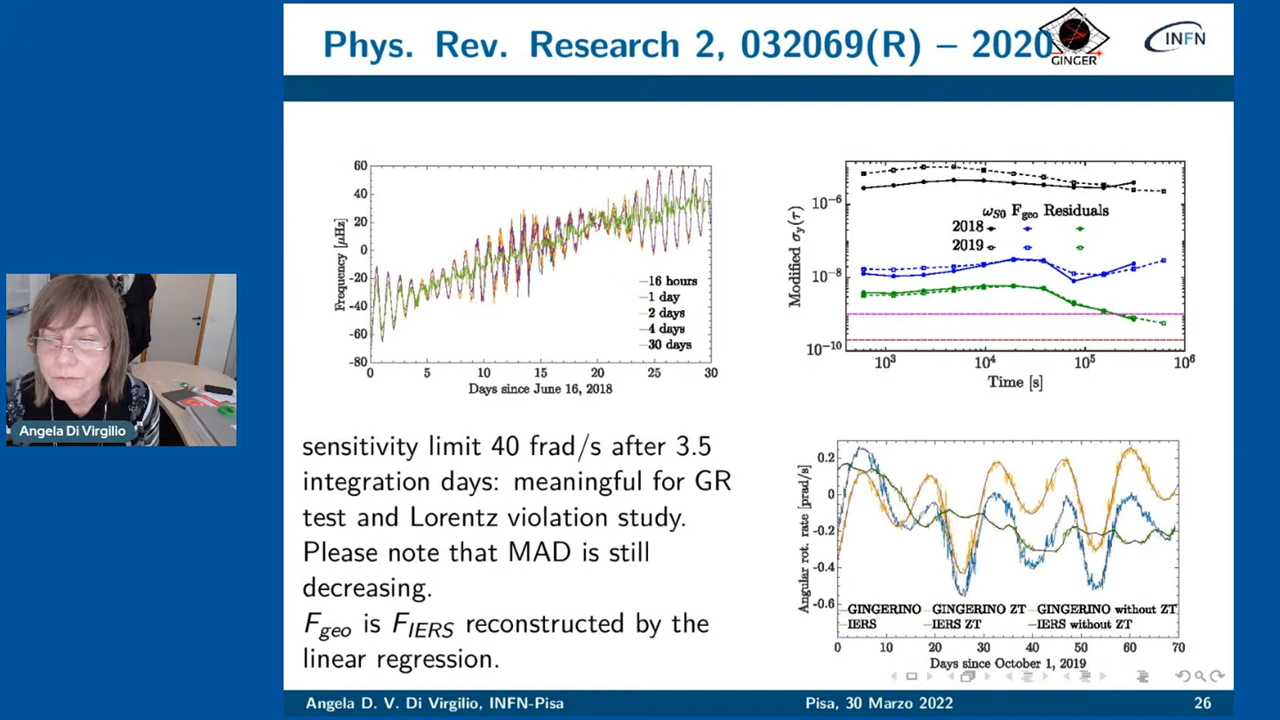 Phys. Rev. Research 2, 032069(R) – 2020
GINGER
INFN
60
40
20
0
-20
-40
-60
-80
Frequency [μHz]
16 hours
1 day
2 days
4 days
30 days
0 5 10 15 20 25 30
Days since June 16, 2018
Modified σy(τ)
10^-6
10^-8
10^-10
ωS0 Fgeo Residuals
2018
2019
10^3 10^4 10^5 10^6
Time [s]
sensitivity limit 40 frad/s after 3.5
integration days: meaningful for GR
test and Lorentz violation study.
Please note that MAD is still
decreasing.
Fgeo is FIERS reconstructed by the
linear regression.
Angular rot. rate [prad/s]
0.2
0
-0.2
-0.4
-0.6
GINGERINO GINGERINO ZT GINGERINO without ZT
IERS IERS ZT IERS without ZT
0 10 20 30 40 50 60 70
Days since October 1, 2019
Angela Di Virgilio
Angela D. V. Di Virgilio, INFN-Pisa Pisa, 30 Marzo 2022 26